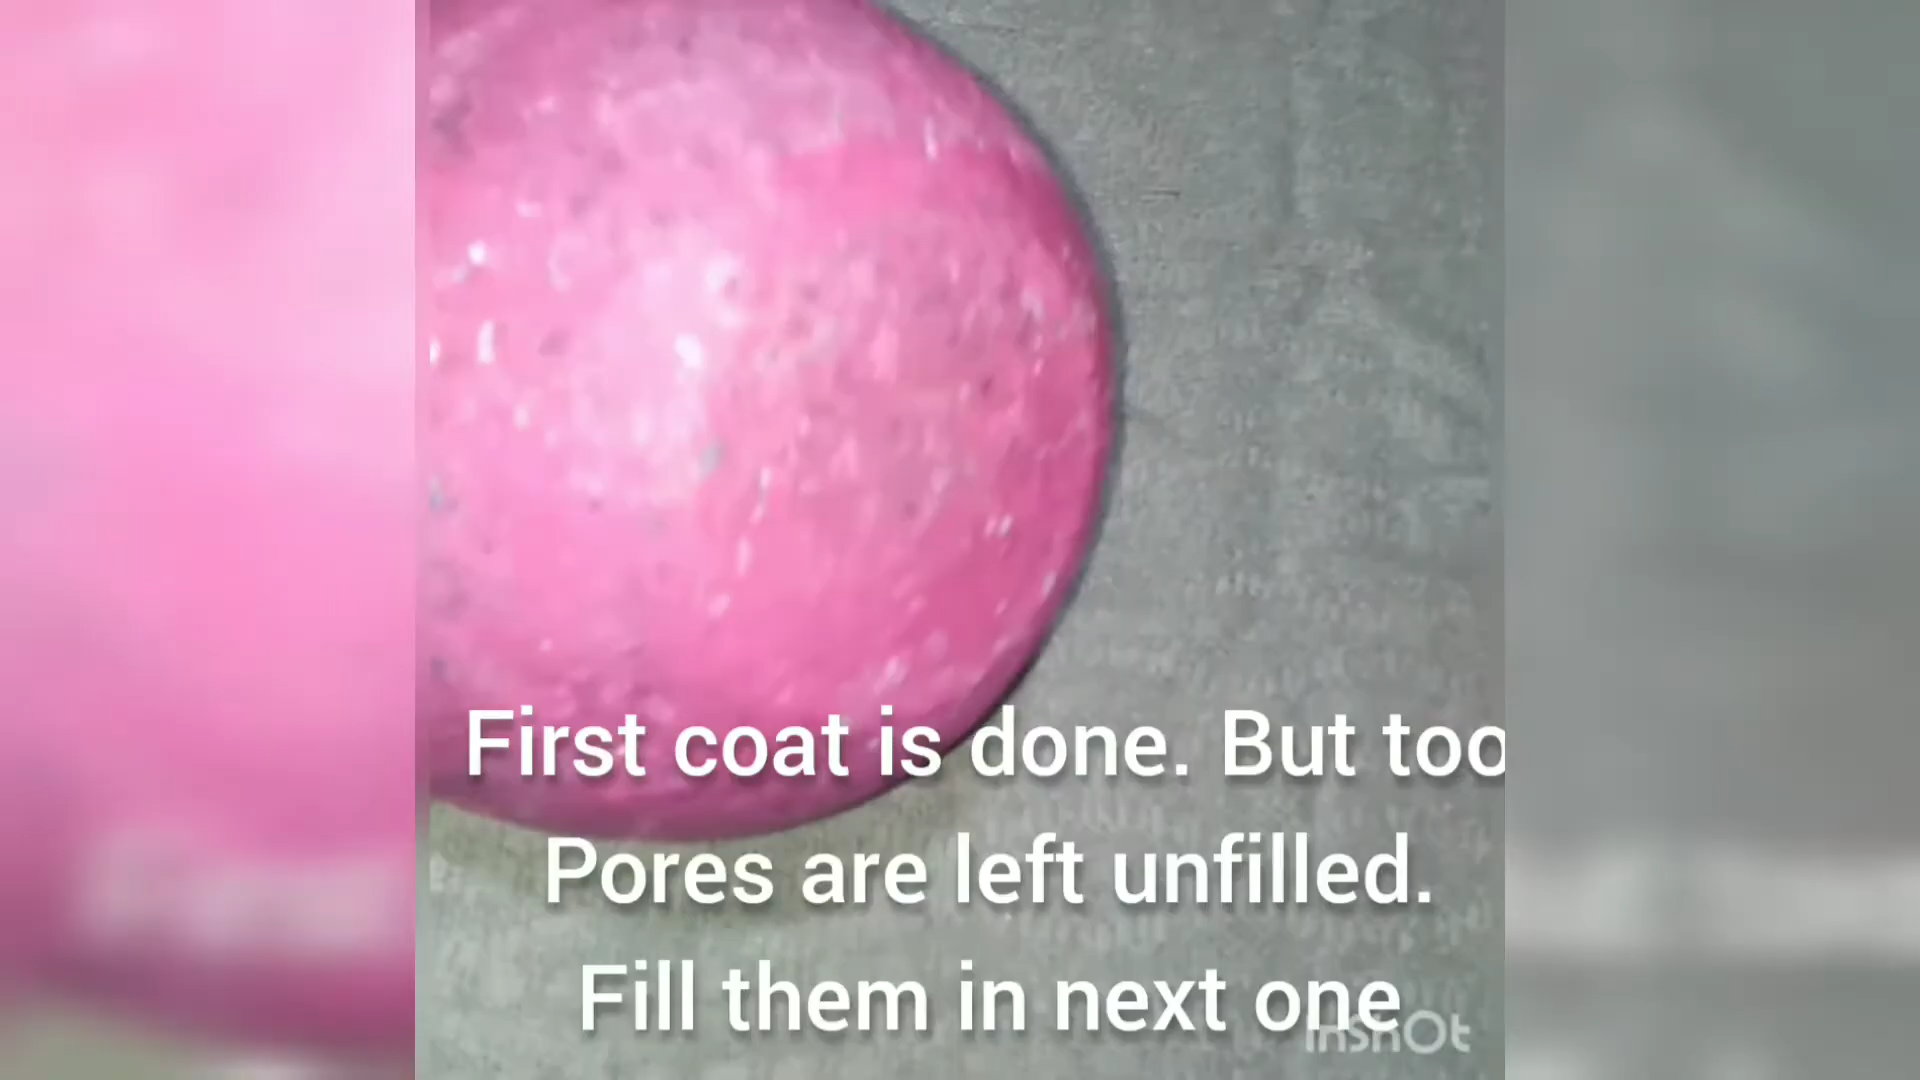 First coat is done. But too
Pores are left unfilled.
Fill them in next one
InShOt